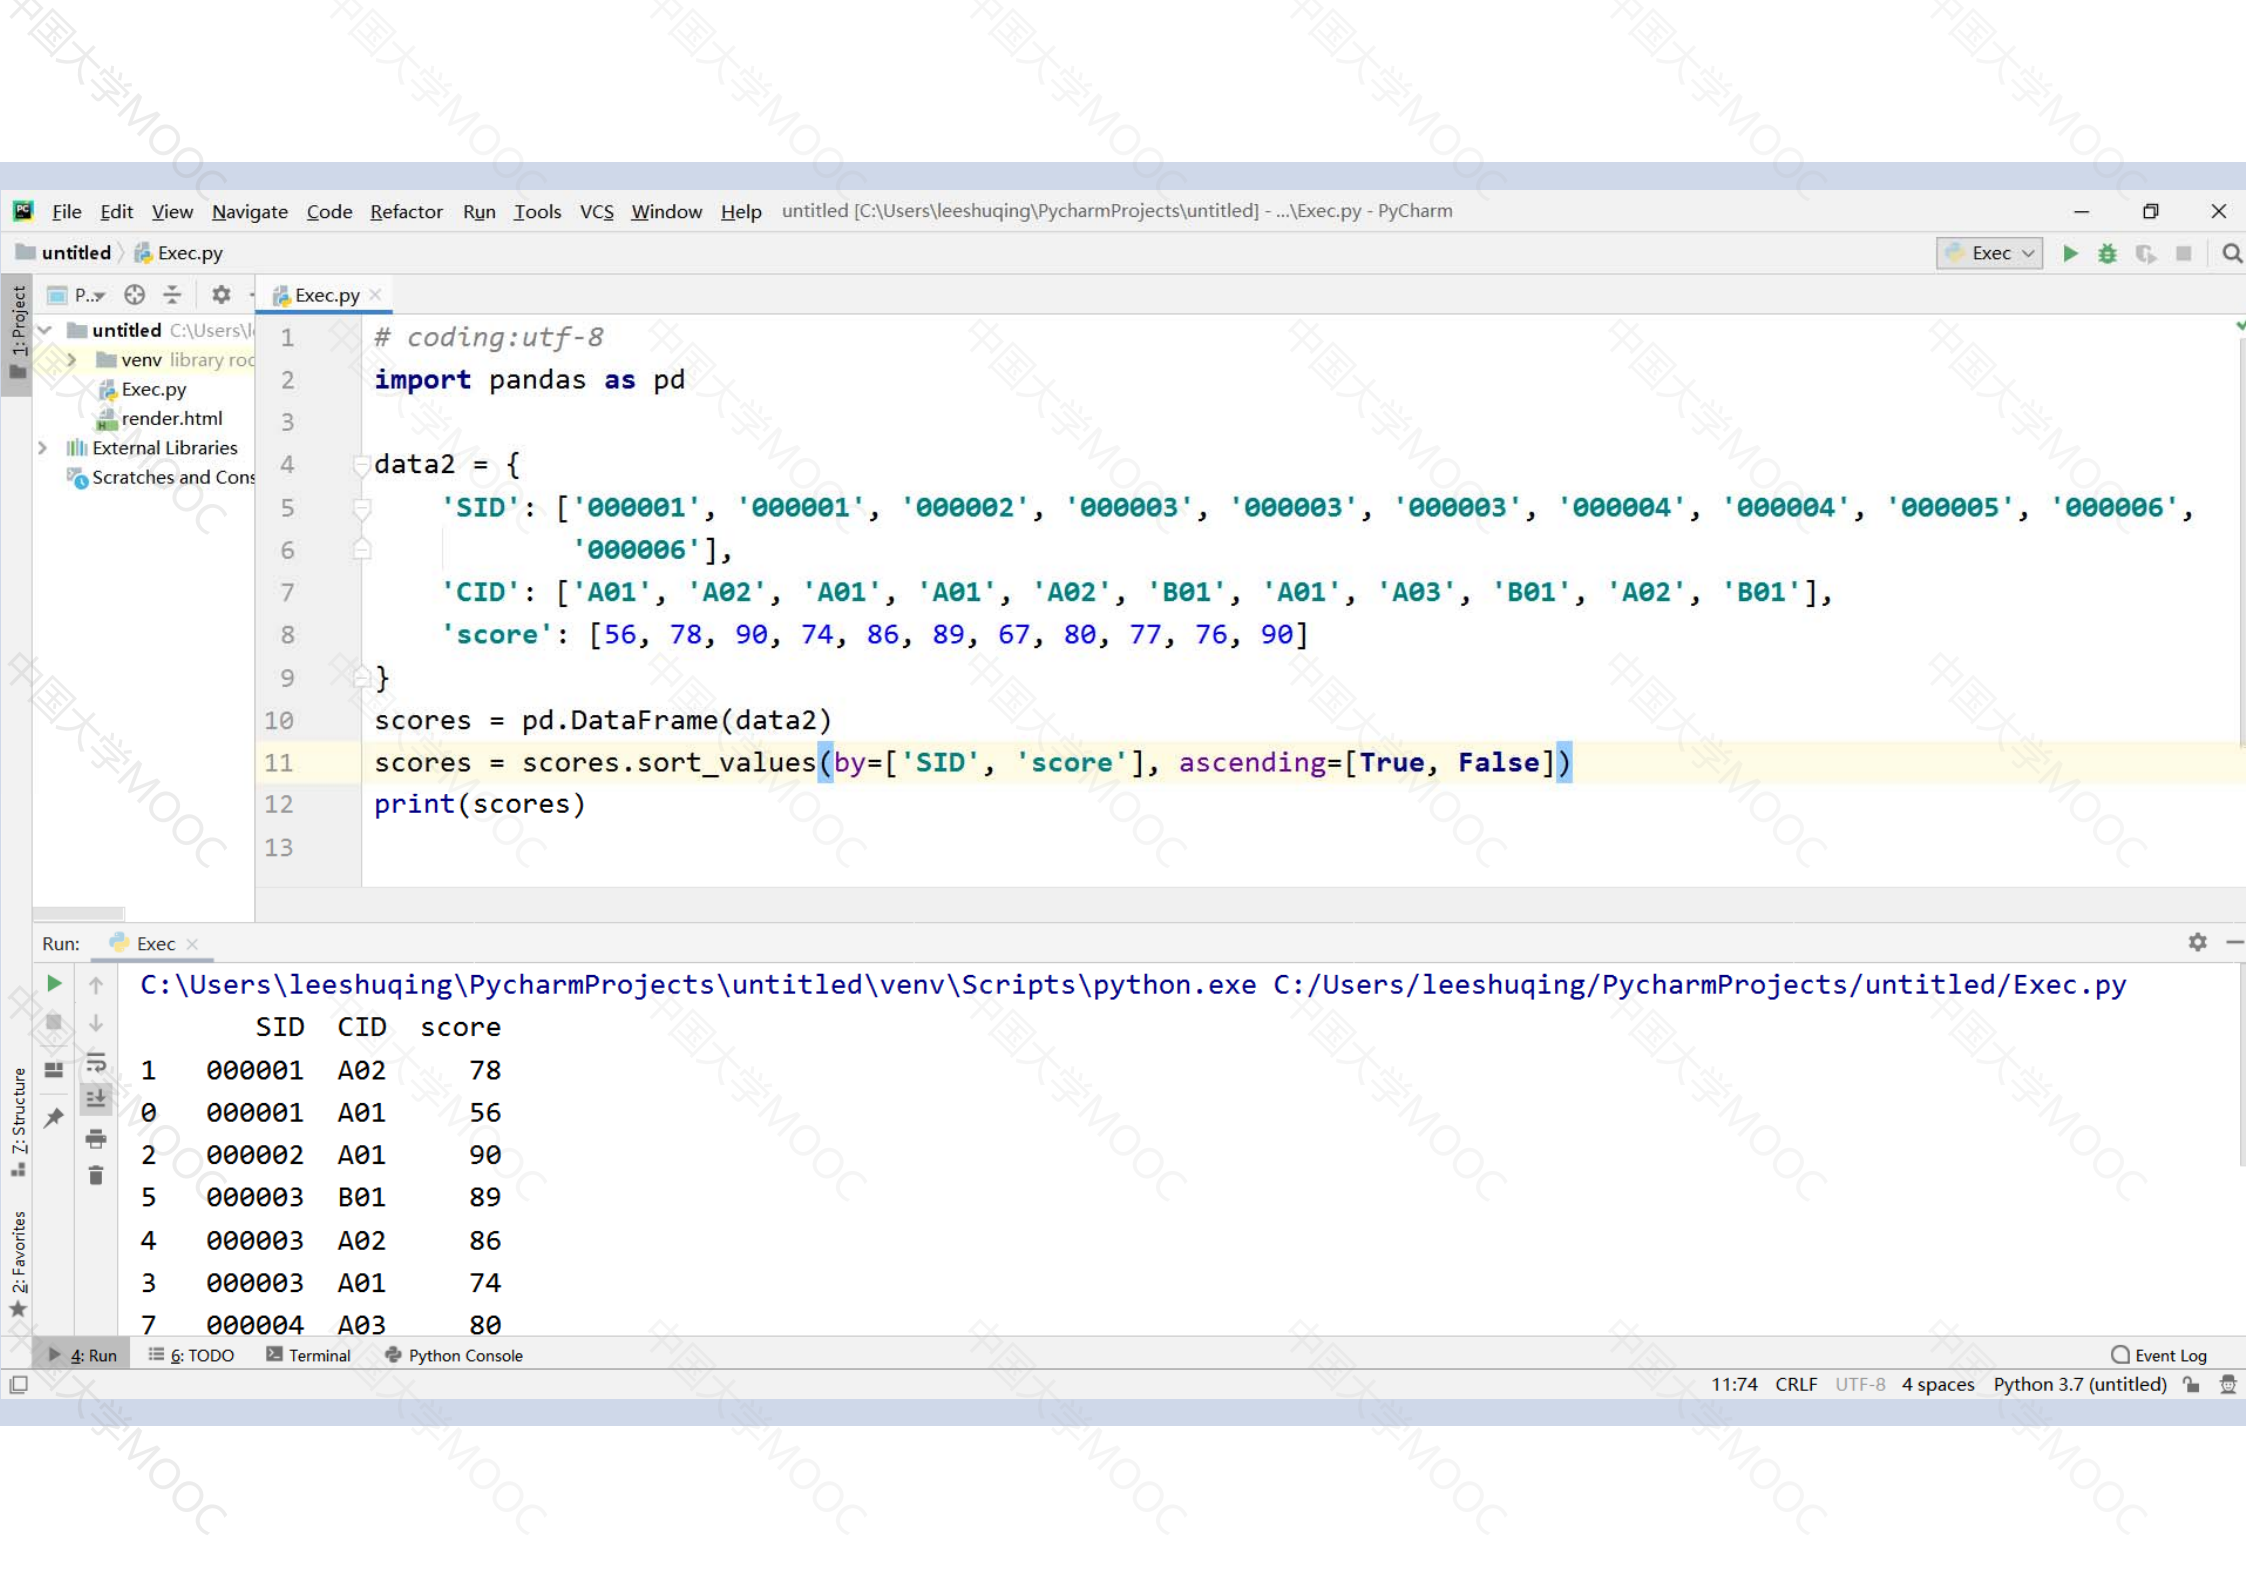 File Edit View Navigate Code Refactor Run Tools VCS Window Help untitled [C:\Users\leeshuqing\PycharmProjects\untitled] - ...\Exec.py - PyCharm
untitled Exec.py Exec
1: Project
P... Exec.py
untitled C:\Users\l
venv library roo
Exec.py
render.html
External Libraries
Scratches and Cons
1 # coding:utf-8
2 import pandas as pd
3
4 data2 = {
5 'SID': ['000001', '000001', '000002', '000003', '000003', '000003', '000004', '000004', '000005', '000006',
6 '000006'],
7 'CID': ['A01', 'A02', 'A01', 'A01', 'A02', 'B01', 'A01', 'A03', 'B01', 'A02', 'B01'],
8 'score': [56, 78, 90, 74, 86, 89, 67, 80, 77, 76, 90]
9 }
10 scores = pd.DataFrame(data2)
11 scores = scores.sort_values(by=['SID', 'score'], ascending=[True, False])
12 print(scores)
13
Run: Exec
C:\Users\leeshuqing\PycharmProjects\untitled\venv\Scripts\python.exe C:/Users/leeshuqing/PycharmProjects/untitled/Exec.py
SID CID score
1 000001 A02 78
0 000001 A01 56
2 000002 A01 90
5 000003 B01 89
4 000003 A02 86
3 000003 A01 74
7 000004 A03 80
Z: Structure
2: Favorites
4: Run 6: TODO Terminal Python Console Event Log
11:74 CRLF UTF-8 4 spaces Python 3.7 (untitled)
中国大学MOOC